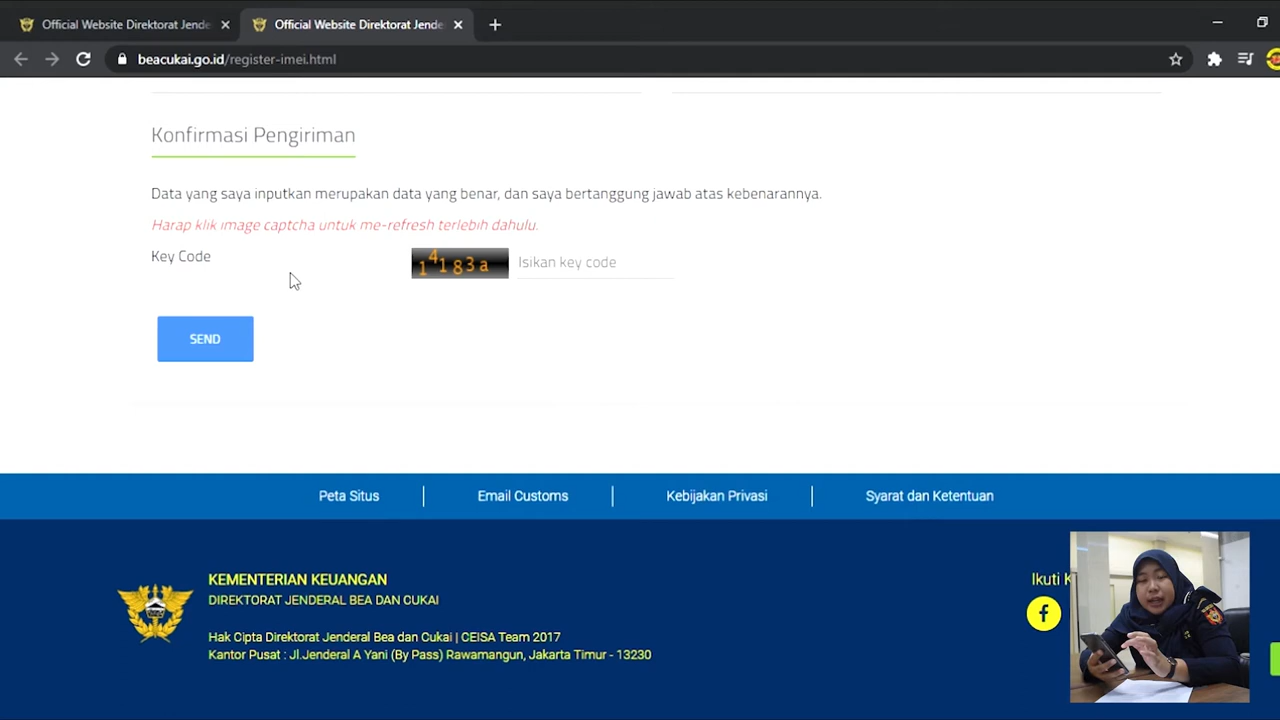 Official Website Direktorat Jende
Official Website Direktorat Jende
beacukai.go.id/register-imei.html
Konfirmasi Pengiriman
Data yang saya inputkan merupakan data yang benar, dan saya bertanggung jawab atas kebenarannya.
Harap klik image captcha untuk me-refresh terlebih dahulu.
Key Code
14183a
Isikan key code
SEND
Peta Situs
Email Customs
Kebijakan Privasi
Syarat dan Ketentuan
KEMENTERIAN KEUANGAN
DIREKTORAT JENDERAL BEA DAN CUKAI
Ikuti K
Hak Cipta Direktorat Jenderal Bea dan Cukai | CEISA Team 2017
Kantor Pusat : Jl.Jenderal A Yani (By Pass) Rawamangun, Jakarta Timur - 13230